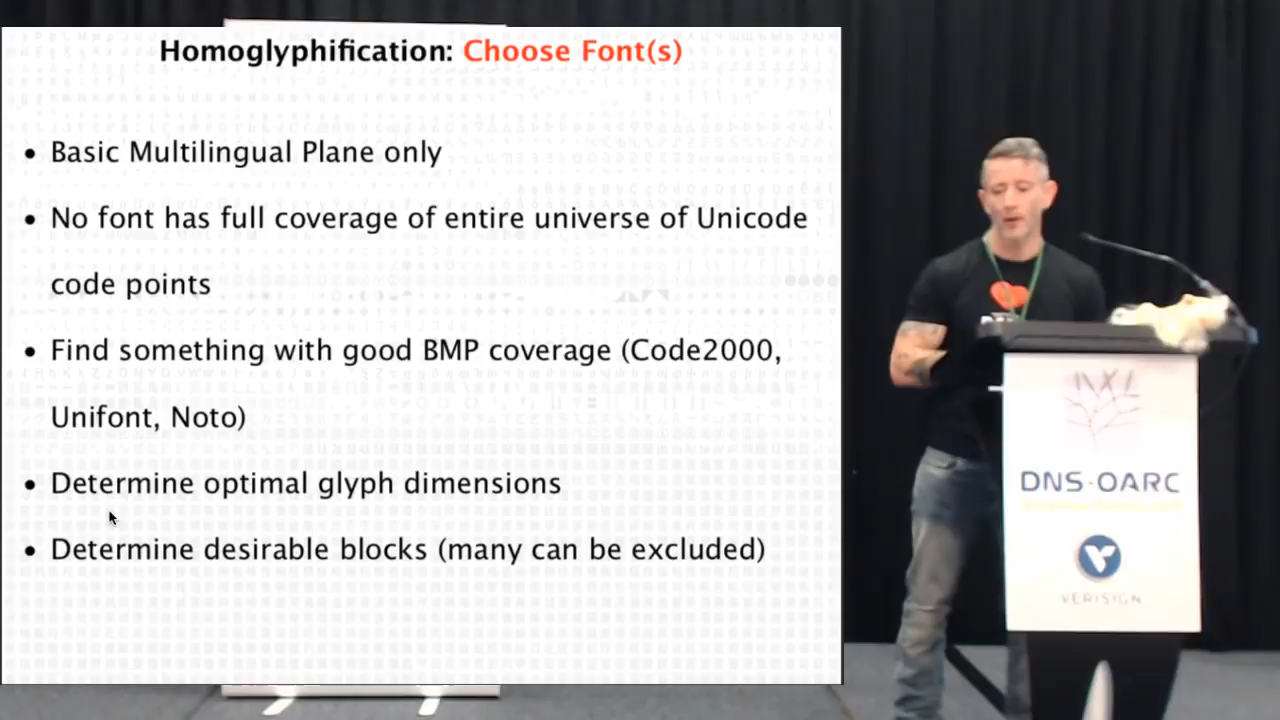 Homoglyphification: Choose Font(s)
• Basic Multilingual Plane only
• No font has full coverage of entire universe of Unicode
code points
• Find something with good BMP coverage (Code2000,
Unifont, Noto)
• Determine optimal glyph dimensions
• Determine desirable blocks (many can be excluded)
DNS-OARC
VERISIGN